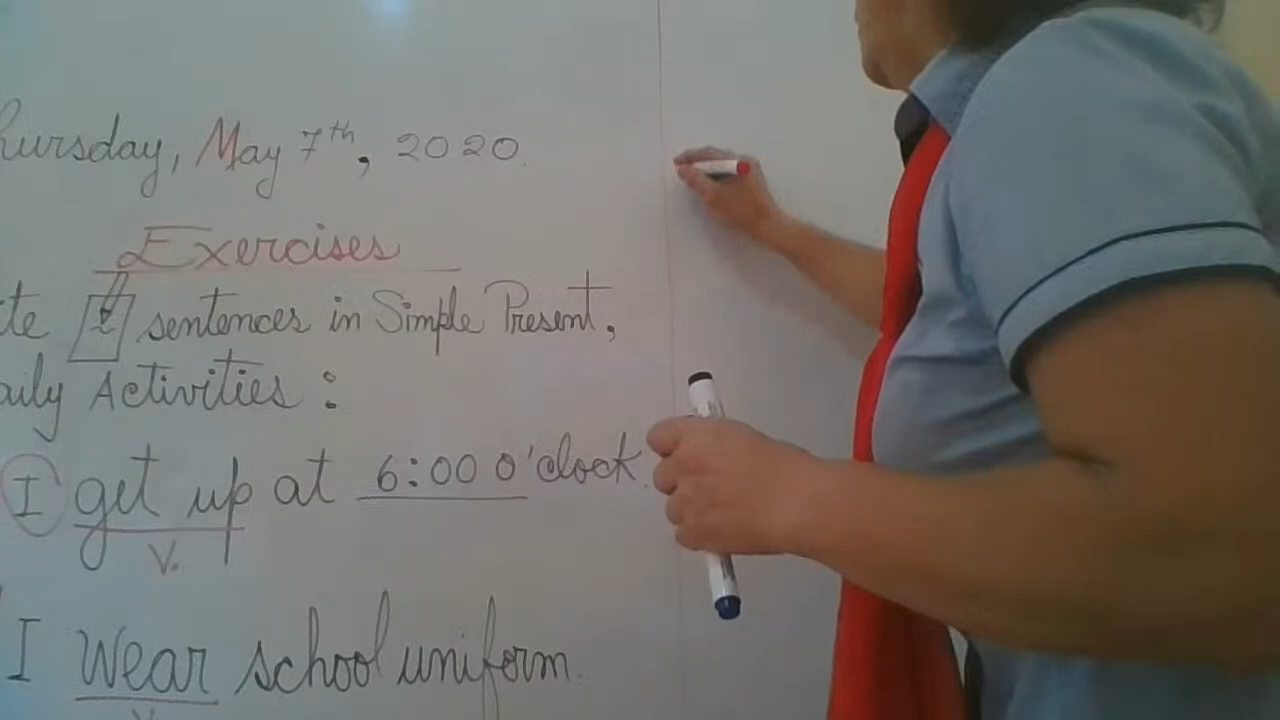 hursday, May 7th, 2020.
Exercises
te sentences in Simple Present,
aily Activities :
I get up at 6:00 o'clock.
V.
I wear school uniform.